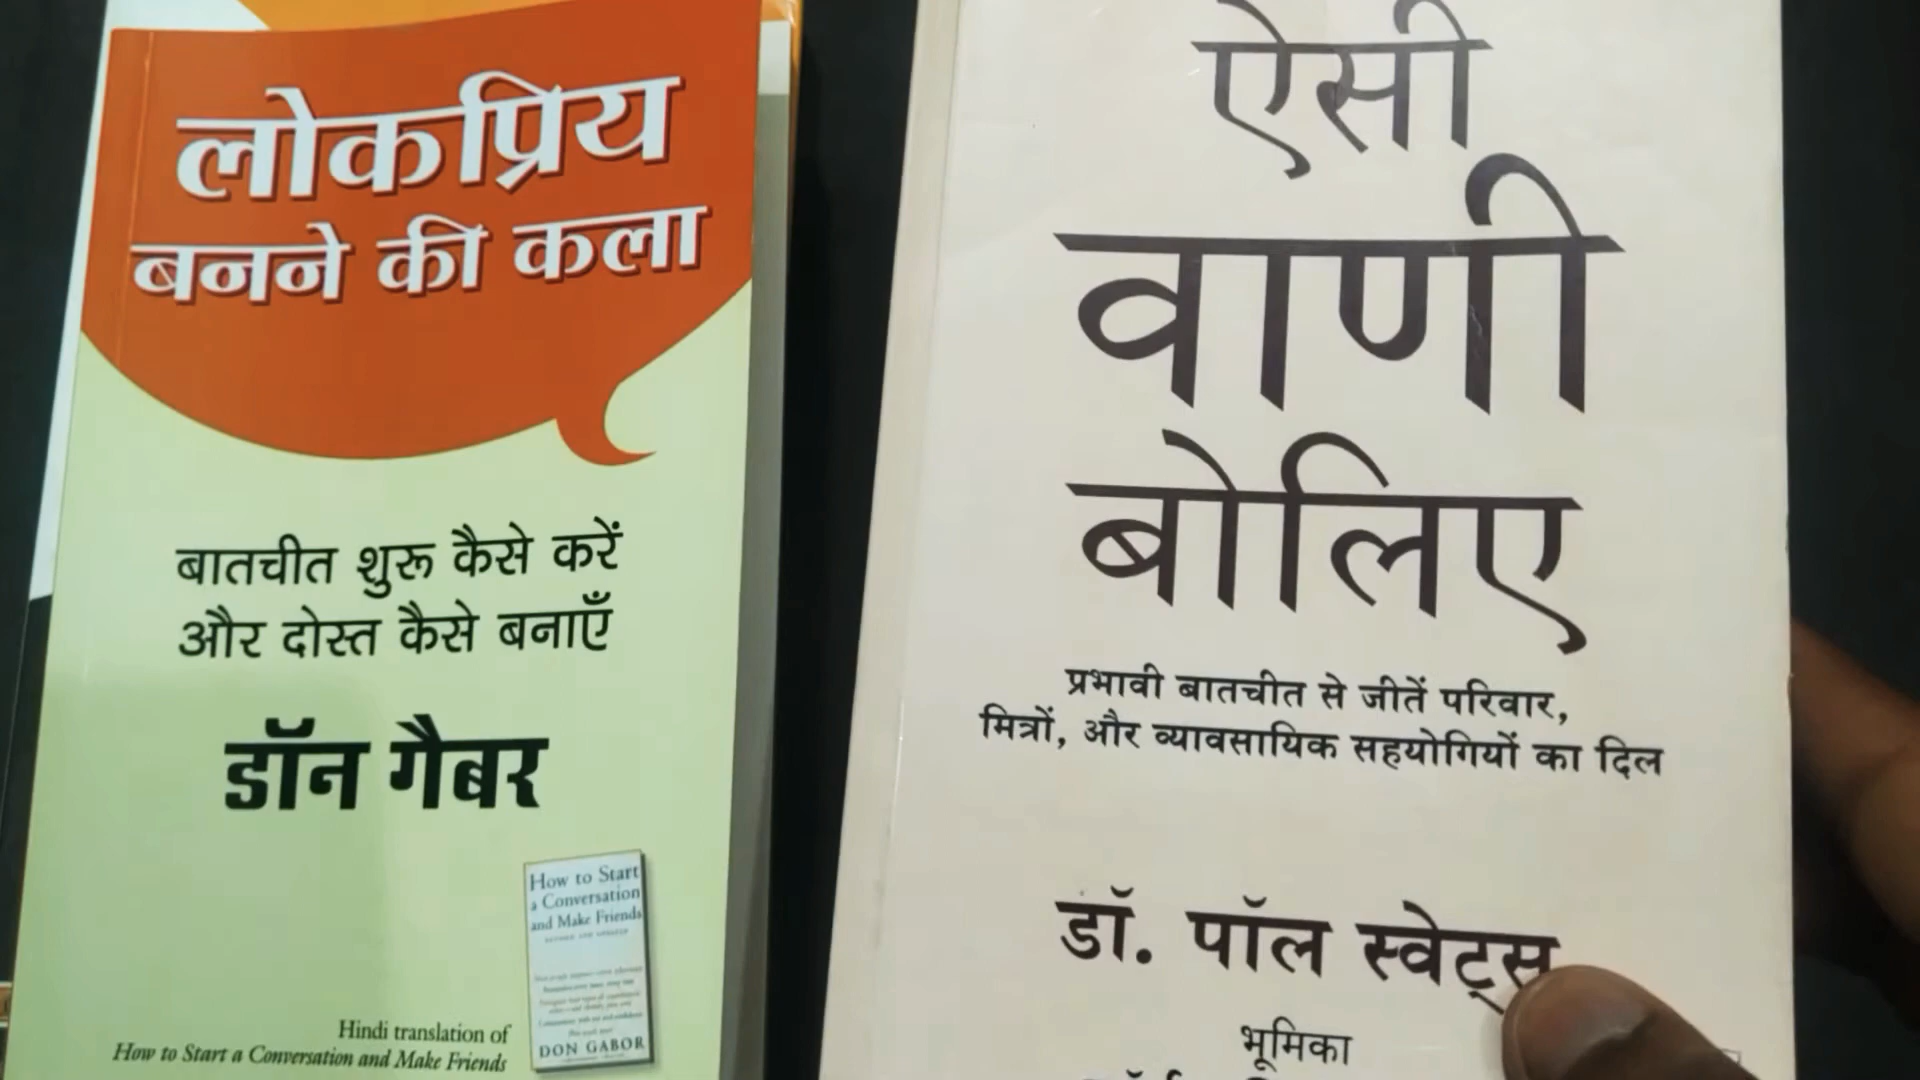 लोकप्रिय
बनने की कला
बातचीत शुरू कैसे करें
और दोस्त कैसे बनाएँ
डॉन गैबर
How to Start
a Conversation
and Make Friends
DON GABOR
Hindi translation of
How to Start a Conversation and Make Friends
ऐसी
वाणी
बोलिए
प्रभावी बातचीत से जीतें परिवार,
मित्रों, और व्यावसायिक सहयोगियों का दिल
डॉ. पॉल स्वेट्स
भूमिका